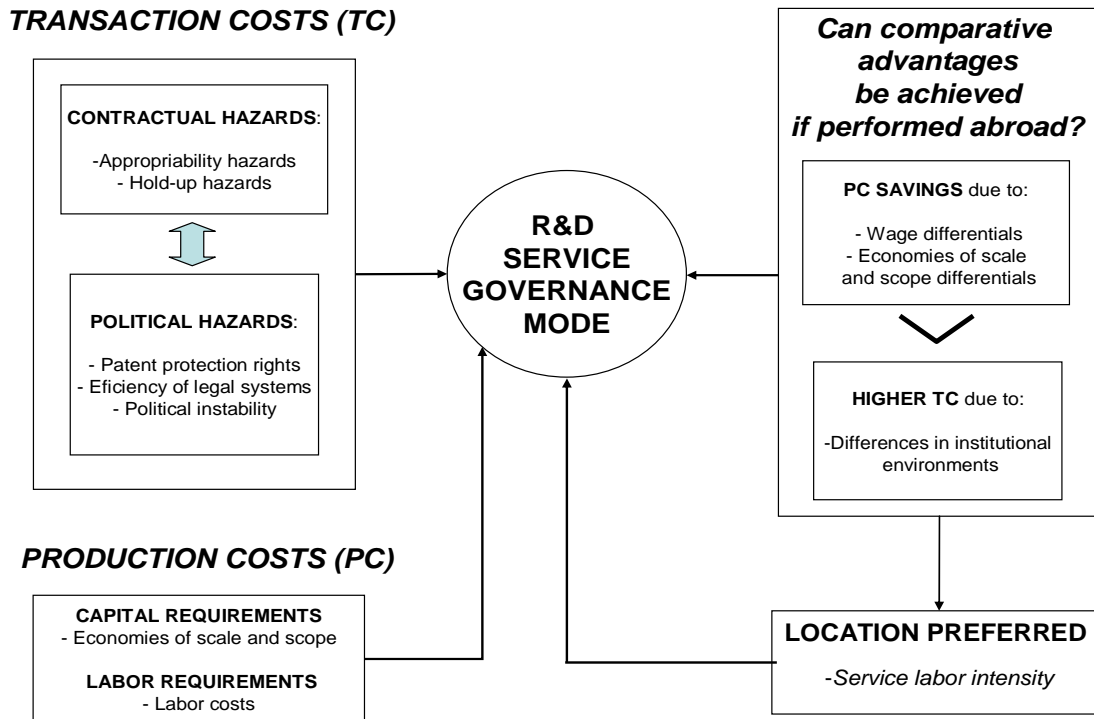 TRANSACTION COSTS (TC)
CONTRACTUAL HAZARDS:
-Appropriability hazards
- Hold-up hazards
POLITICAL HAZARDS:
- Patent protection rights
- Eficiency of legal systems
- Political instability
PRODUCTION COSTS (PC)
CAPITAL REQUIREMENTS
- Economies of scale and scope
LABOR REQUIREMENTS
- Labor costs
R&D
SERVICE
GOVERNANCE
MODE
Can comparative
advantages
be achieved
if performed abroad?
PC SAVINGS due to:
- Wage differentials
- Economies of scale
and scope differentials
HIGHER TC due to:
-Differences in institutional
environments
LOCATION PREFERRED
-Service labor intensity